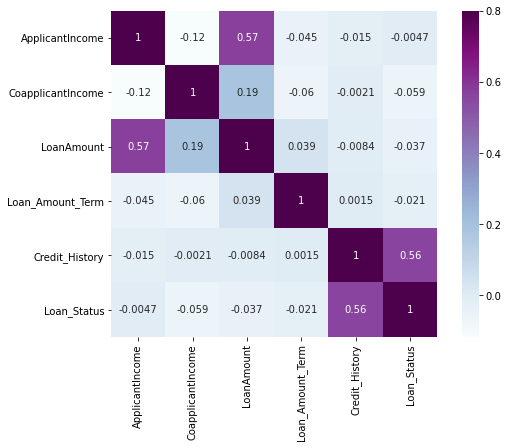 ApplicantIncome 1 -0.12 0.57 -0.045 -0.015 -0.0047
CoapplicantIncome -0.12 1 0.19 -0.06 -0.0021 -0.059
LoanAmount 0.57 0.19 1 0.039 -0.0084 -0.037
Loan_Amount_Term -0.045 -0.06 0.039 1 0.0015 -0.021
Credit_History -0.015 -0.0021 -0.0084 0.0015 1 0.56
Loan_Status -0.0047 -0.059 -0.037 -0.021 0.56 1
ApplicantIncome
CoapplicantIncome
LoanAmount
Loan_Amount_Term
Credit_History
Loan_Status
0.8
0.6
0.4
0.2
0.0